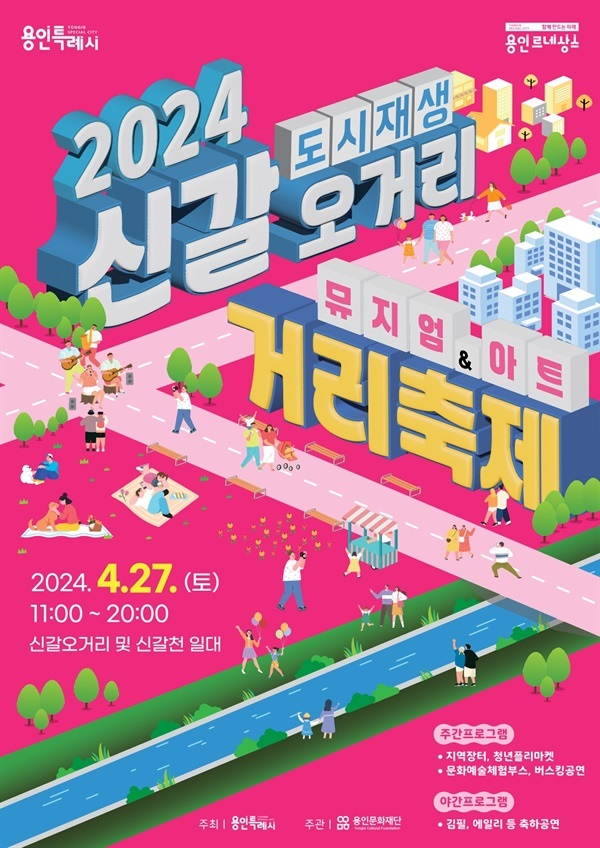 용인특례시
YONGIN
SPECIAL CITY
함께 만드는 미래
용인 르네상스
2024
도시재생
신갈 오거리
뮤지엄 & 아트
거리축제
2024. 4.27. (토)
11:00 ~ 20:00
신갈오거리 및 신갈천 일대
주간프로그램
• 지역장터, 청년플리마켓
• 문화예술체험부스, 버스킹공연
야간프로그램
• 김필, 에일리 등 축하공연
주최 | 용인특례시 주관 | 용인문화재단
Yongin Cultural Foundation